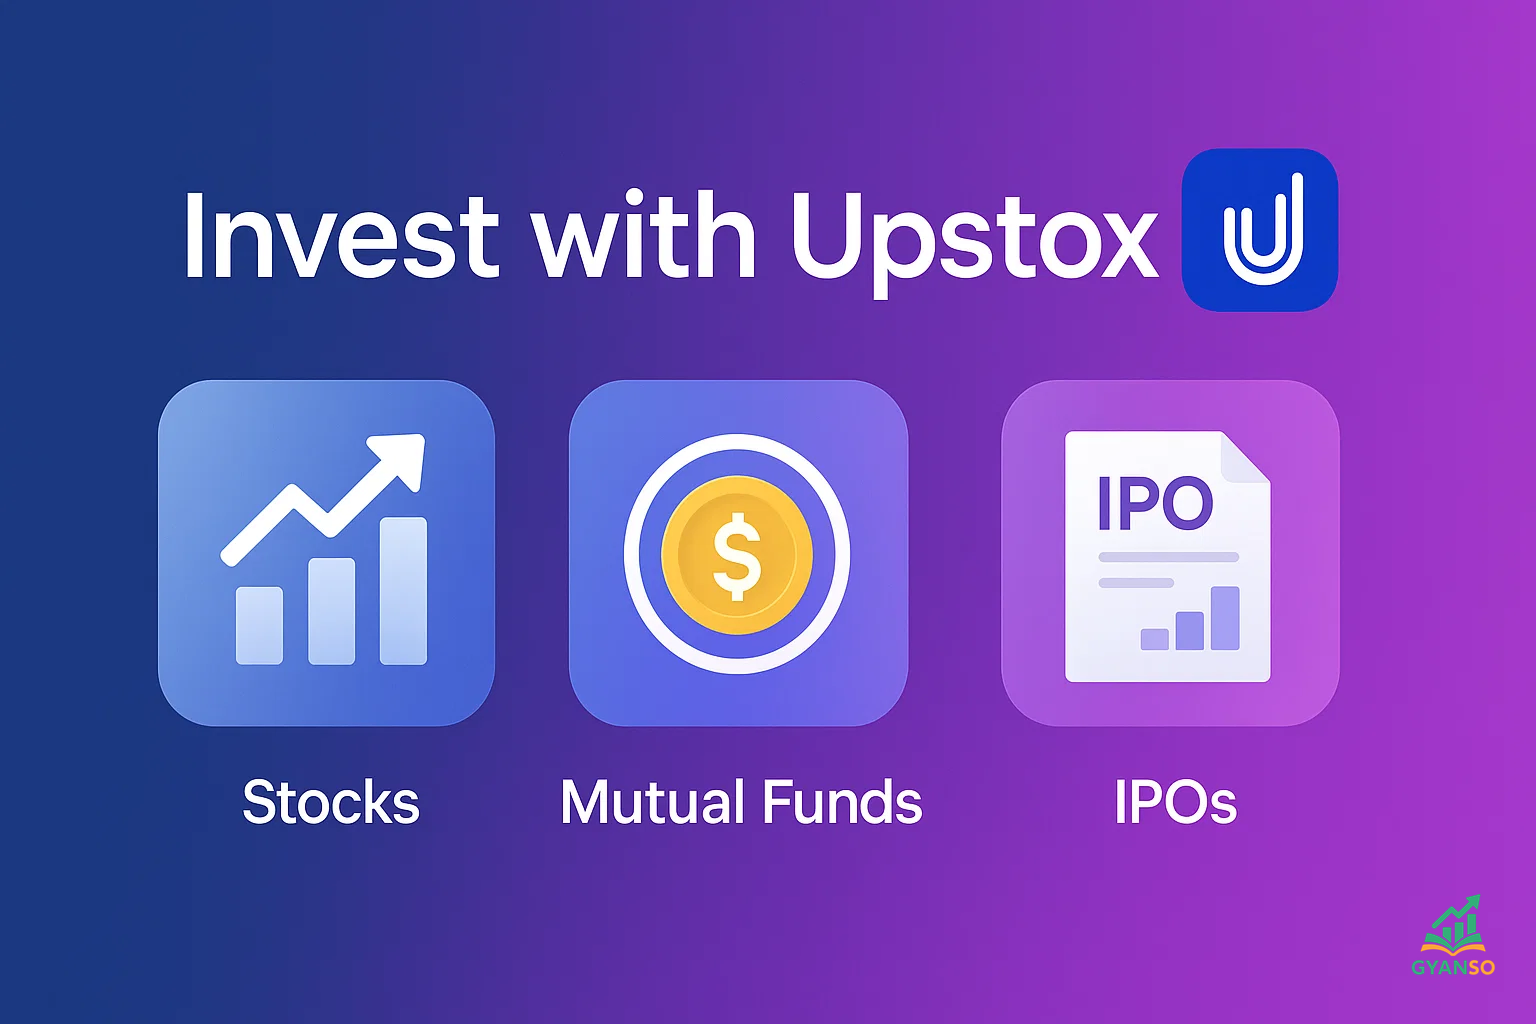 Invest with Upstox
$
IPO
Stocks
Mutual Funds
IPOs
GYANSO